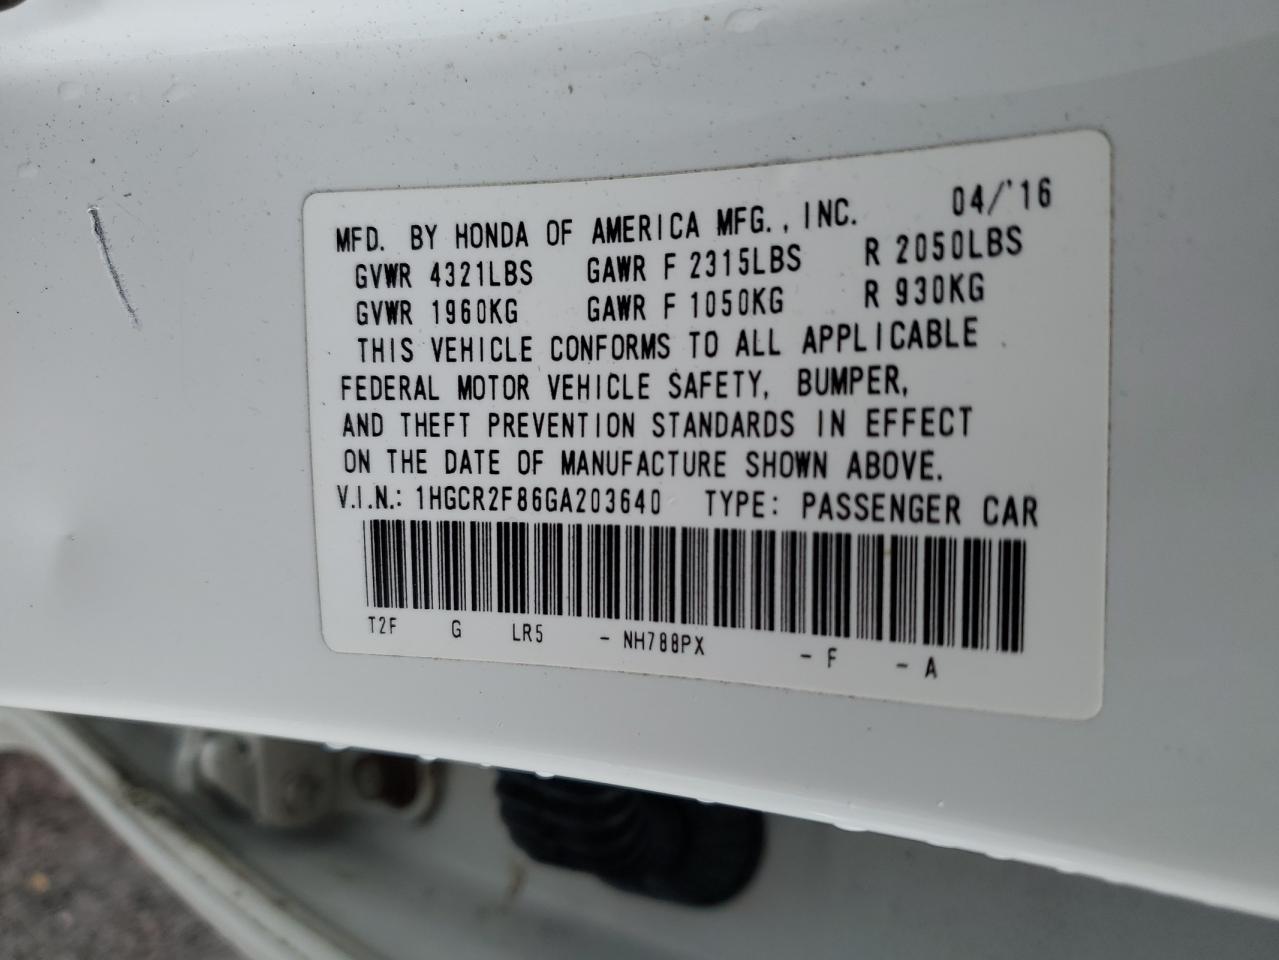 MFD. BY HONDA OF AMERICA MFG., INC. 04/'16
GVWR 4321LBS GAWR F 2315LBS R 2050LBS
GVWR 1960KG GAWR F 1050KG R 930KG
THIS VEHICLE CONFORMS TO ALL APPLICABLE
FEDERAL MOTOR VEHICLE SAFETY, BUMPER,
AND THEFT PREVENTION STANDARDS IN EFFECT
ON THE DATE OF MANUFACTURE SHOWN ABOVE.
V.I.N.: 1HGCR2F86GA203640 TYPE: PASSENGER CAR
T2F G LR5 - NH788PX - F - A